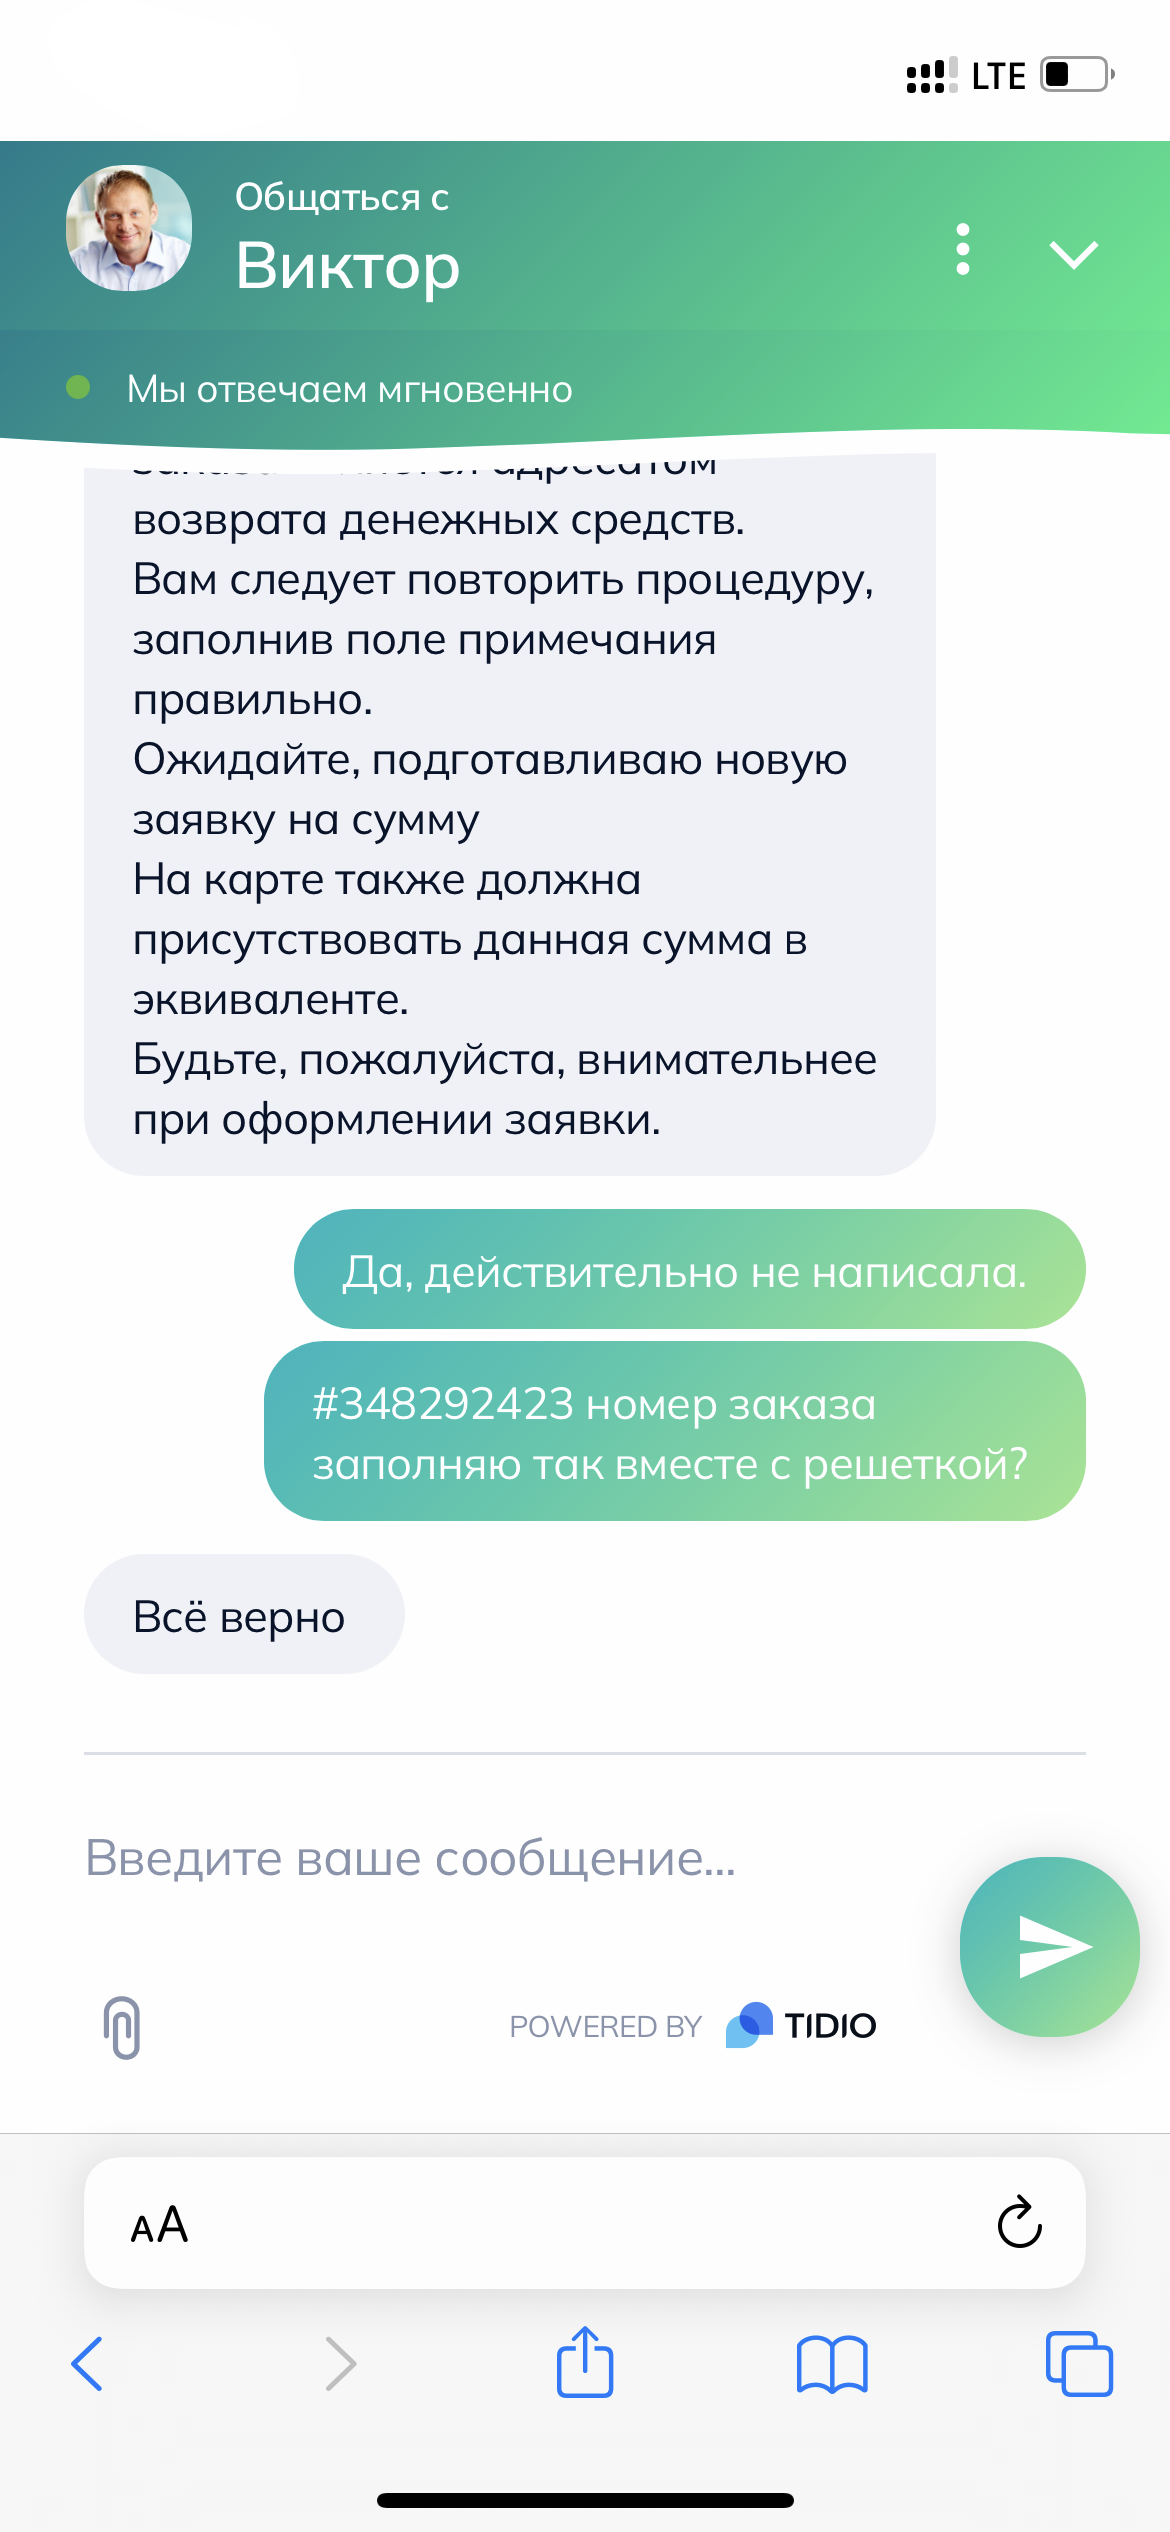 LTE
Общаться с
Виктор
Мы отвечаем мгновенно
адресатом
возврата денежных средств.
Вам следует повторить процедуру,
заполнив поле примечания
правильно.
Ожидайте, подготавливаю новую
заявку на сумму
На карте также должна
присутствовать данная сумма в
эквиваленте.
Будьте, пожалуйста, внимательнее
при оформлении заявки.
Да, действительно не написала.
#348292423 номер заказа
заполняю так вместе с решеткой?
Всё верно
Введите ваше сообщение...
POWERED BY TIDIO
AA